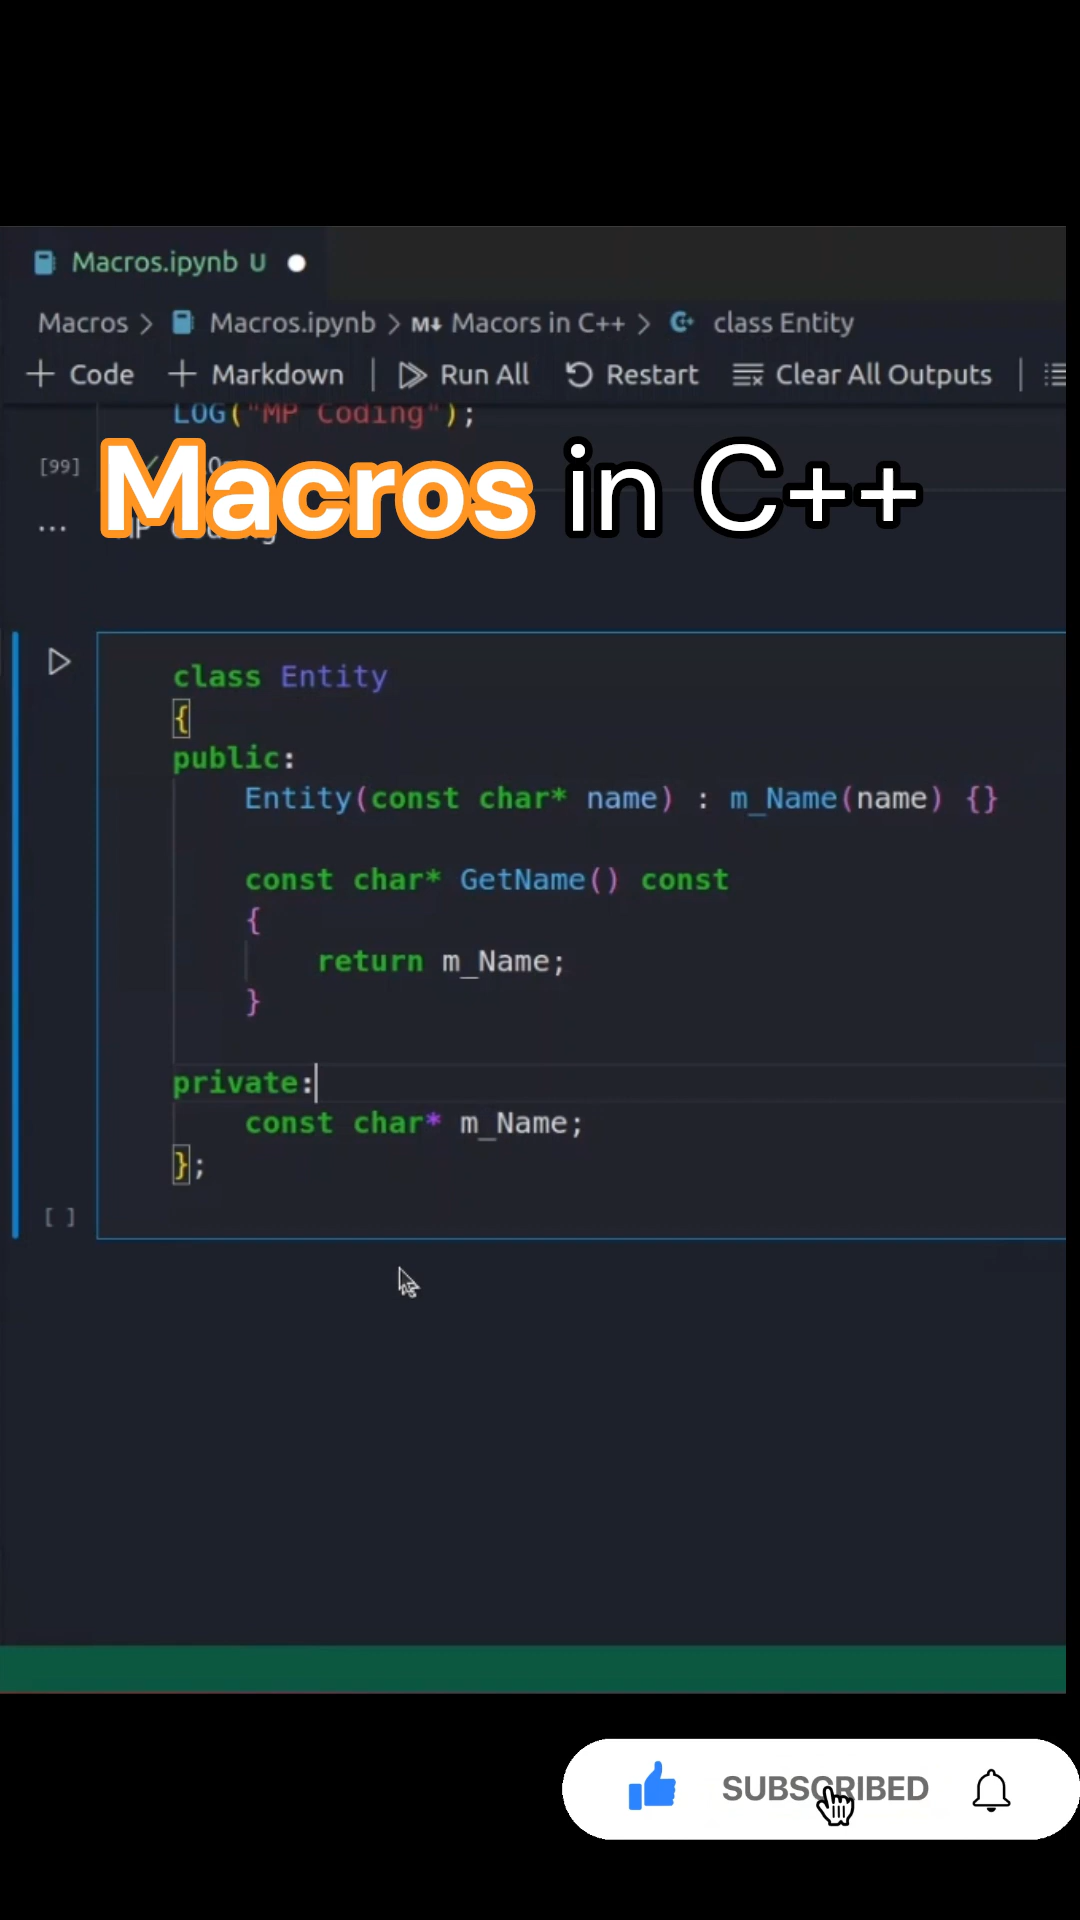 Macros.ipynb U
Macros > Macros.ipynb > M↓ Macors in C++ > class Entity
+ Code + Markdown | Run All Restart Clear All Outputs |
LOG("MP Coding");
[99]
Macros in C++
...
class Entity
{
public:
Entity(const char* name) : m_Name(name) {}
const char* GetName() const
{
return m_Name;
}
private:
const char* m_Name;
};
[ ]
SUBSCRIBED